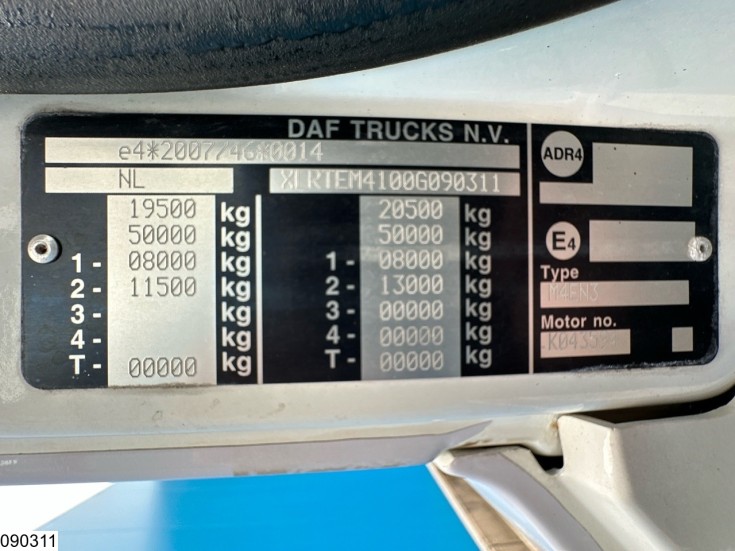 DAF TRUCKS N.V.
e4*2007/46*0014
NL XLRTEM4100G090311
19500 kg 20500 kg
50000 kg 50000 kg
1 - 08000 kg 1 - 08000 kg
2 - 11500 kg 2 - 13000 kg
3 - kg 3 - 00000 kg
4 - kg 4 - 00000 kg
T - 00000 kg T - 00000 kg
ADR4
E4
Type
M4EN3
Motor no.
090311